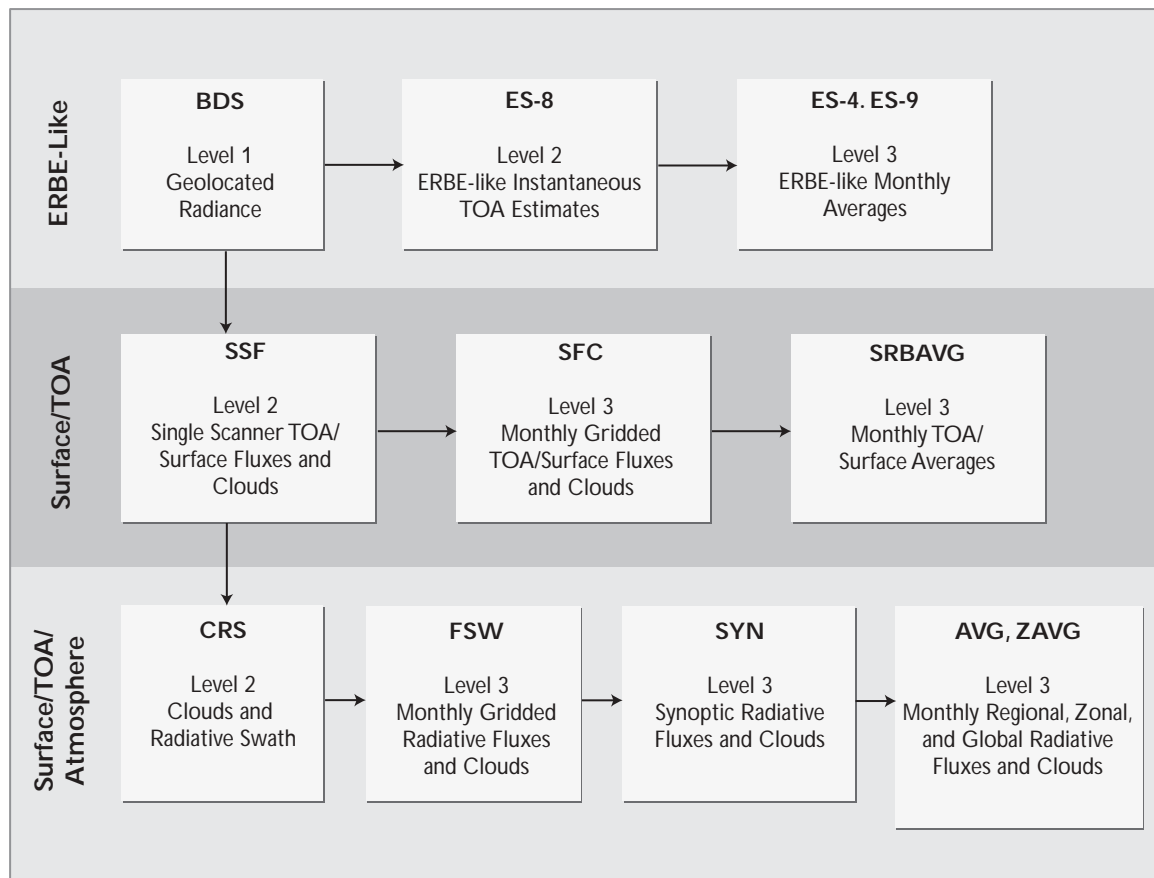 ERBE-Like
BDS
Level 1
Geolocated
Radiance
ES-8
Level 2
ERBE-like Instantaneous
TOA Estimates
ES-4. ES-9
Level 3
ERBE-like Monthly
Averages
Surface/TOA
SSF
Level 2
Single Scanner TOA/
Surface Fluxes and
Clouds
SFC
Level 3
Monthly Gridded
TOA/Surface Fluxes
and Clouds
SRBAVG
Level 3
Monthly TOA/
Surface Averages
Surface/TOA/
Atmosphere
CRS
Level 2
Clouds and
Radiative Swath
FSW
Level 3
Monthly Gridded
Radiative Fluxes
and Clouds
SYN
Level 3
Synoptic Radiative
Fluxes and Clouds
AVG, ZAVG
Level 3
Monthly Regional, Zonal,
and Global Radiative
Fluxes and Clouds